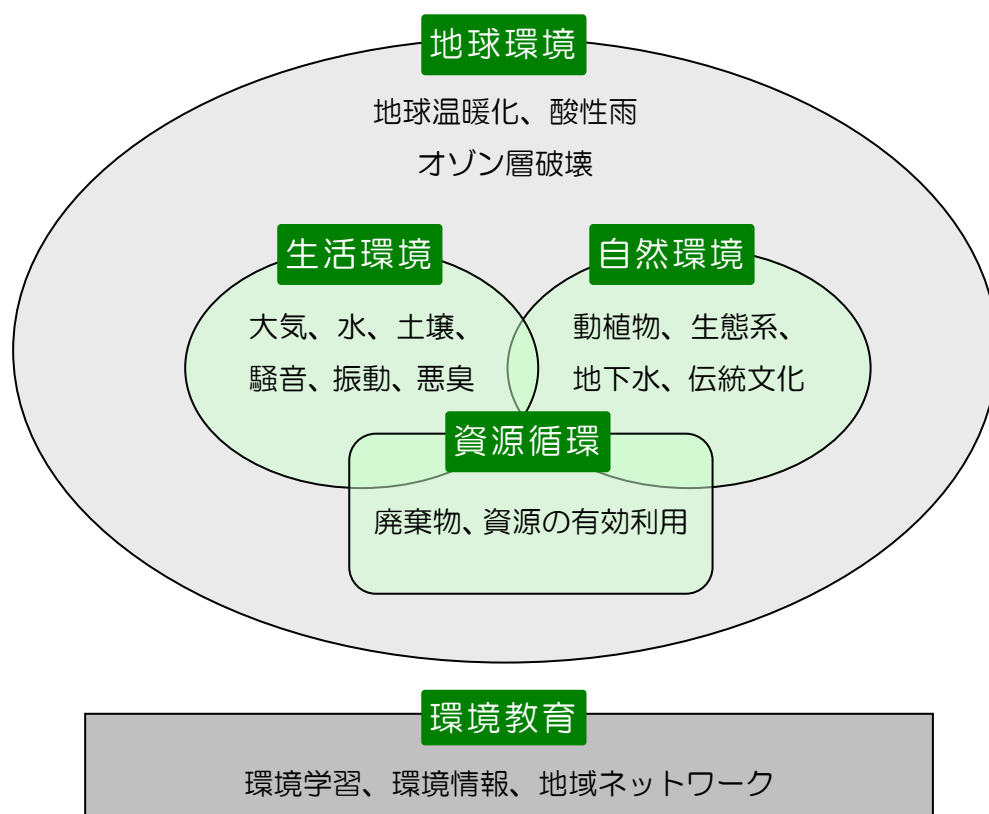 地球環境
地球温暖化、酸性雨
オゾン層破壊
生活環境
大気、水、土壌、
騒音、振動、悪臭
自然環境
動植物、生態系、
地下水、伝統文化
資源循環
廃棄物、資源の有効利用
環境教育
環境学習、環境情報、地域ネットワーク